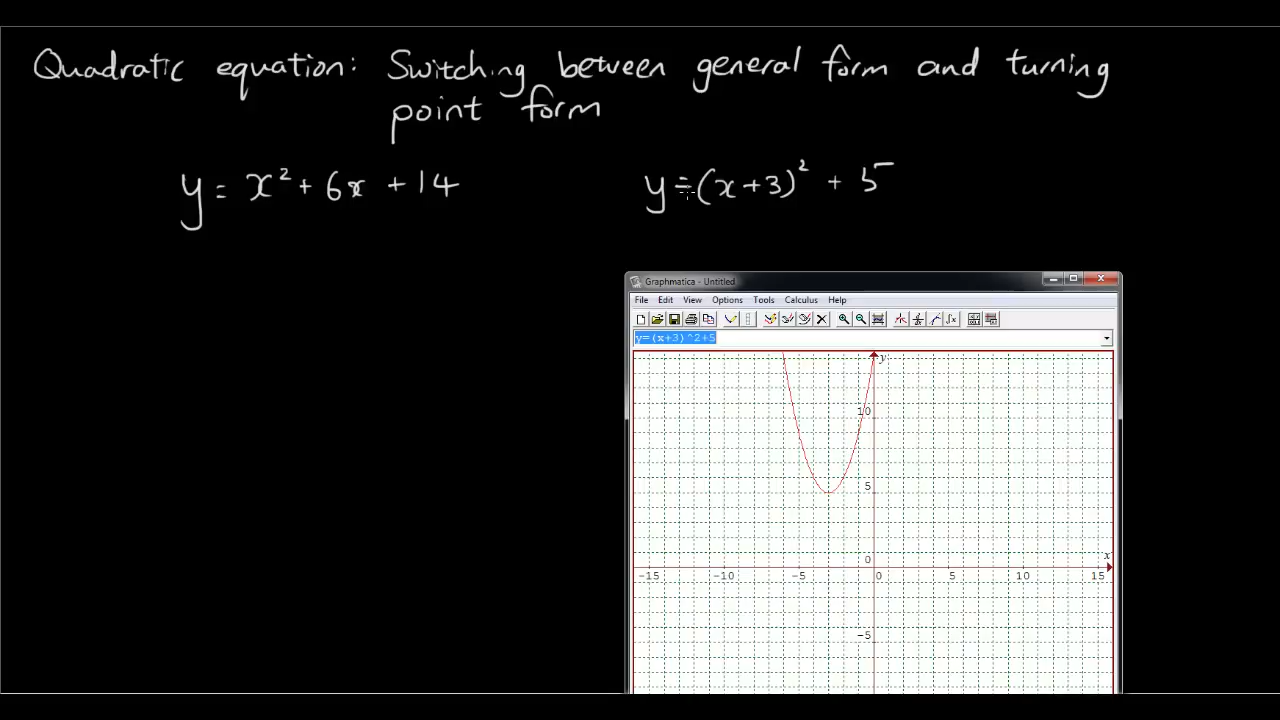 Quadratic equation: Switching between general form and turning
point form
y = x² + 6x + 14
y = (x+3)² + 5
Graphmatica - Untitled
File Edit View Options Tools Calculus Help
y=(x+3)^2+5
y
10
5
0
x
-15 -10 -5 0 5 10 15
-5